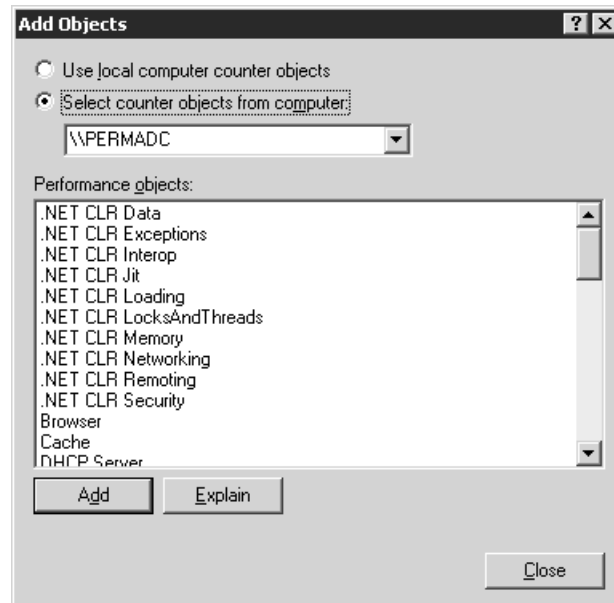 Add Objects
Use local computer counter objects
Select counter objects from computer:
\\PERMADC
Performance objects:
.NET CLR Data
.NET CLR Exceptions
.NET CLR Interop
.NET CLR Jit
.NET CLR Loading
.NET CLR LocksAndThreads
.NET CLR Memory
.NET CLR Networking
.NET CLR Remoting
.NET CLR Security
Browser
Cache
DHCP Server
Add Explain
Close